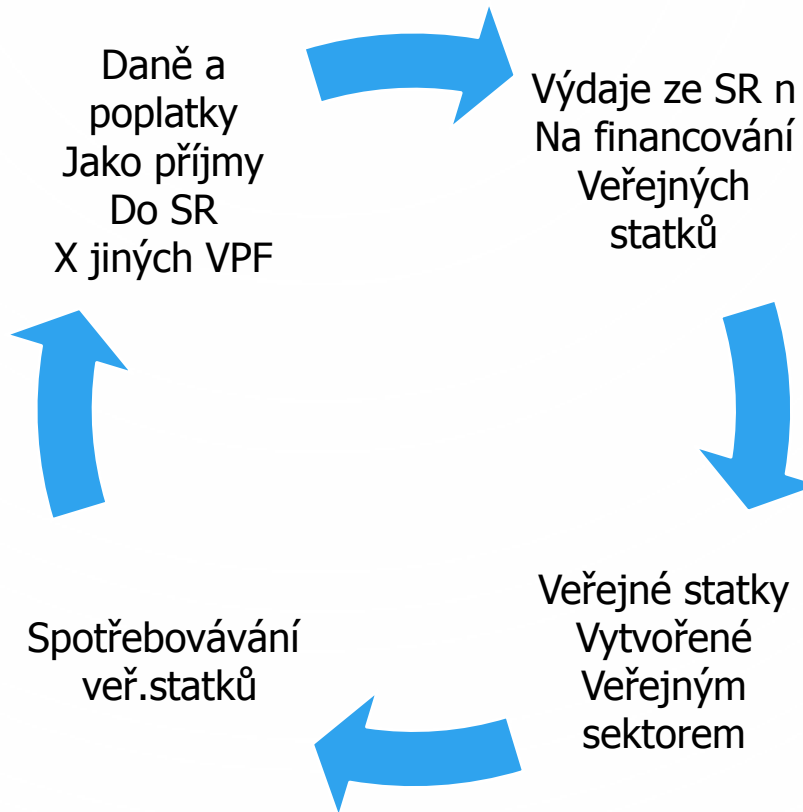 Daně a
poplatky
Jako příjmy
Do SR
X jiných VPF
Výdaje ze SR n
Na financování
Veřejných
statků
Veřejné statky
Vytvořené
Veřejným
sektorem
Spotřebovávání
veř.statků